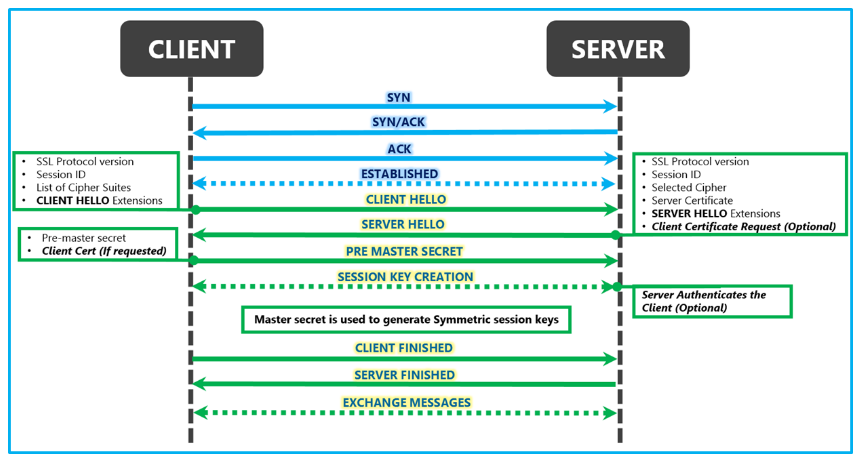 CLIENT
SERVER
SYN
SYN/ACK
ACK
ESTABLISHED
• SSL Protocol version
• Session ID
• List of Cipher Suites
• CLIENT HELLO Extensions
• SSL Protocol version
• Session ID
• Selected Cipher
• Server Certificate
• SERVER HELLO Extensions
• Client Certificate Request (Optional)
CLIENT HELLO
SERVER HELLO
• Pre-master secret
• Client Cert (If requested)
PRE MASTER SECRET
SESSION KEY CREATION
Server Authenticates the
Client (Optional)
Master secret is used to generate Symmetric session keys
CLIENT FINISHED
SERVER FINISHED
EXCHANGE MESSAGES